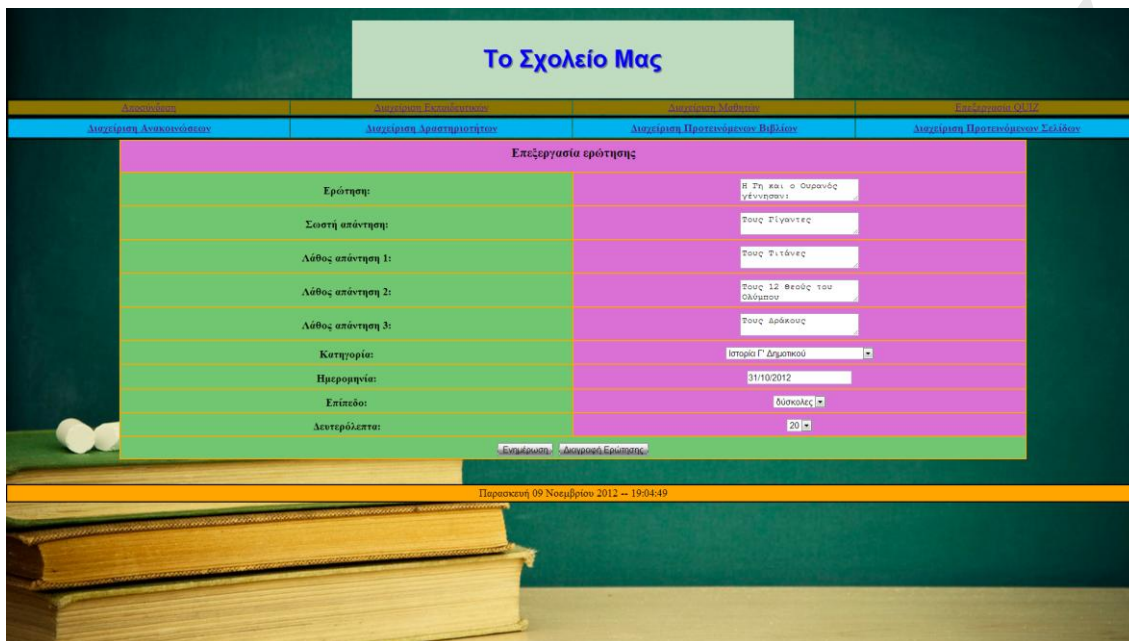 Το Σχολείο Μας
Αποσύνδεση Διαχείριση Εκπαιδευτικών Διαχείριση Μαθητών Επεξεργασία QUIZ
Διαχείριση Ανακοινώσεων Διαχείριση Δραστηριοτήτων Διαχείριση Προτεινόμενων Βιβλίων Διαχείριση Προτεινόμενων Σελίδων
Επεξεργασία ερώτησης
Ερώτηση: Η Γη και ο Ουρανός
γέννησαν:
Σωστή απάντηση: Τους Γίγαντες
Λάθος απάντηση 1: Τους Τιτάνες
Λάθος απάντηση 2: Τους 12 θεούς του
Ολύμπου
Λάθος απάντηση 3: Τους Δράκους
Κατηγορία: Ιστορία Γ' Δημοτικού
Ημερομηνία: 31/10/2012
Επίπεδο: δύσκολες
Δευτερόλεπτα: 20
Ενημέρωση Διαγραφή Ερώτησης
Παρασκευή 09 Νοεμβρίου 2012 -- 19:04:49